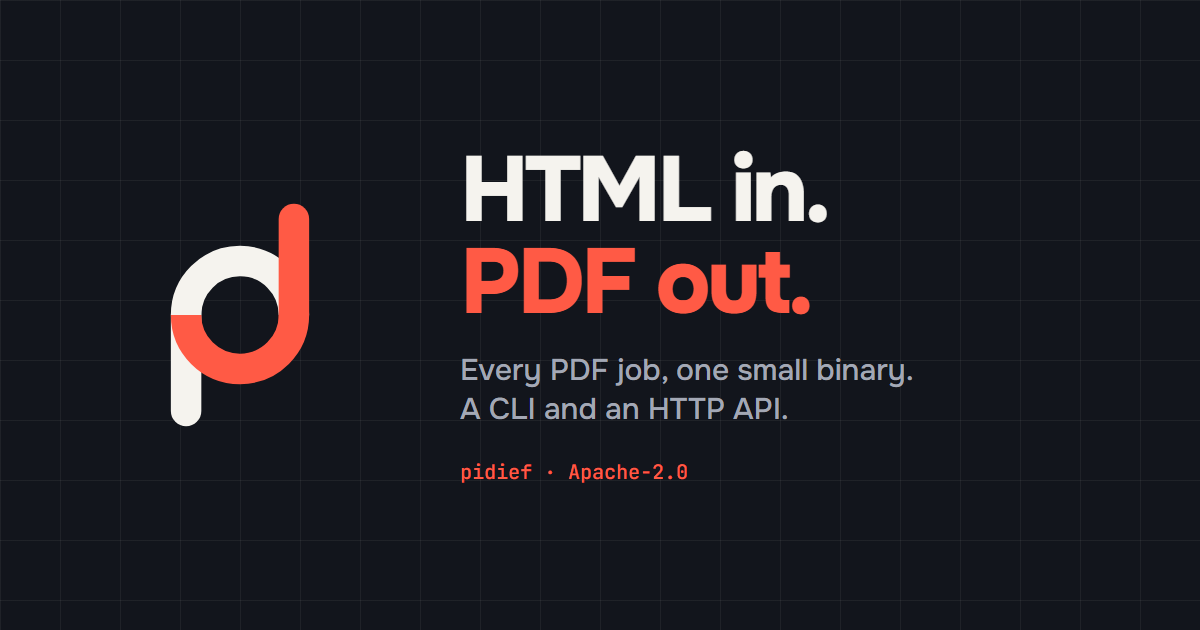 HTML in.
PDF out.
Every PDF job, one small binary.
A CLI and an HTTP API.
pidief · Apache-2.0